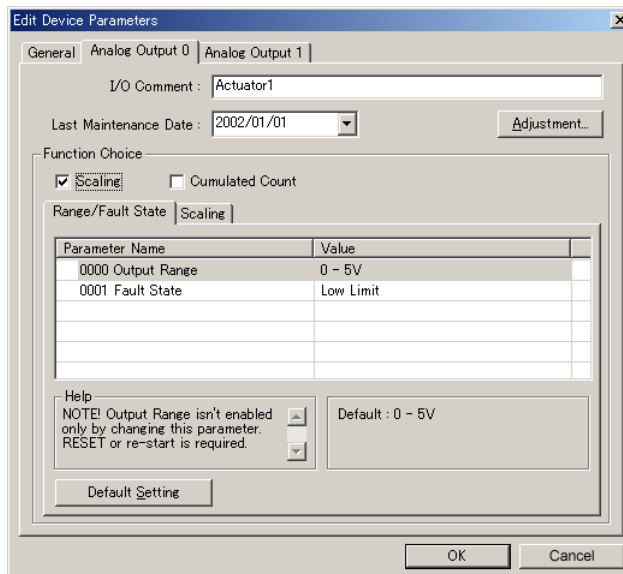 Edit Device Parameters
General Analog Output 0 Analog Output 1
I/O Comment : Actuator1
Last Maintenance Date : 2002/01/01 Adjustment...
Function Choice
Scaling Cumulated Count
Range/Fault State Scaling
Parameter Name Value
0000 Output Range 0 - 5V
0001 Fault State Low Limit
Help
NOTE! Output Range isn't enabled
only by changing this parameter.
RESET or re-start is required.
Default : 0 - 5V
Default Setting
OK Cancel